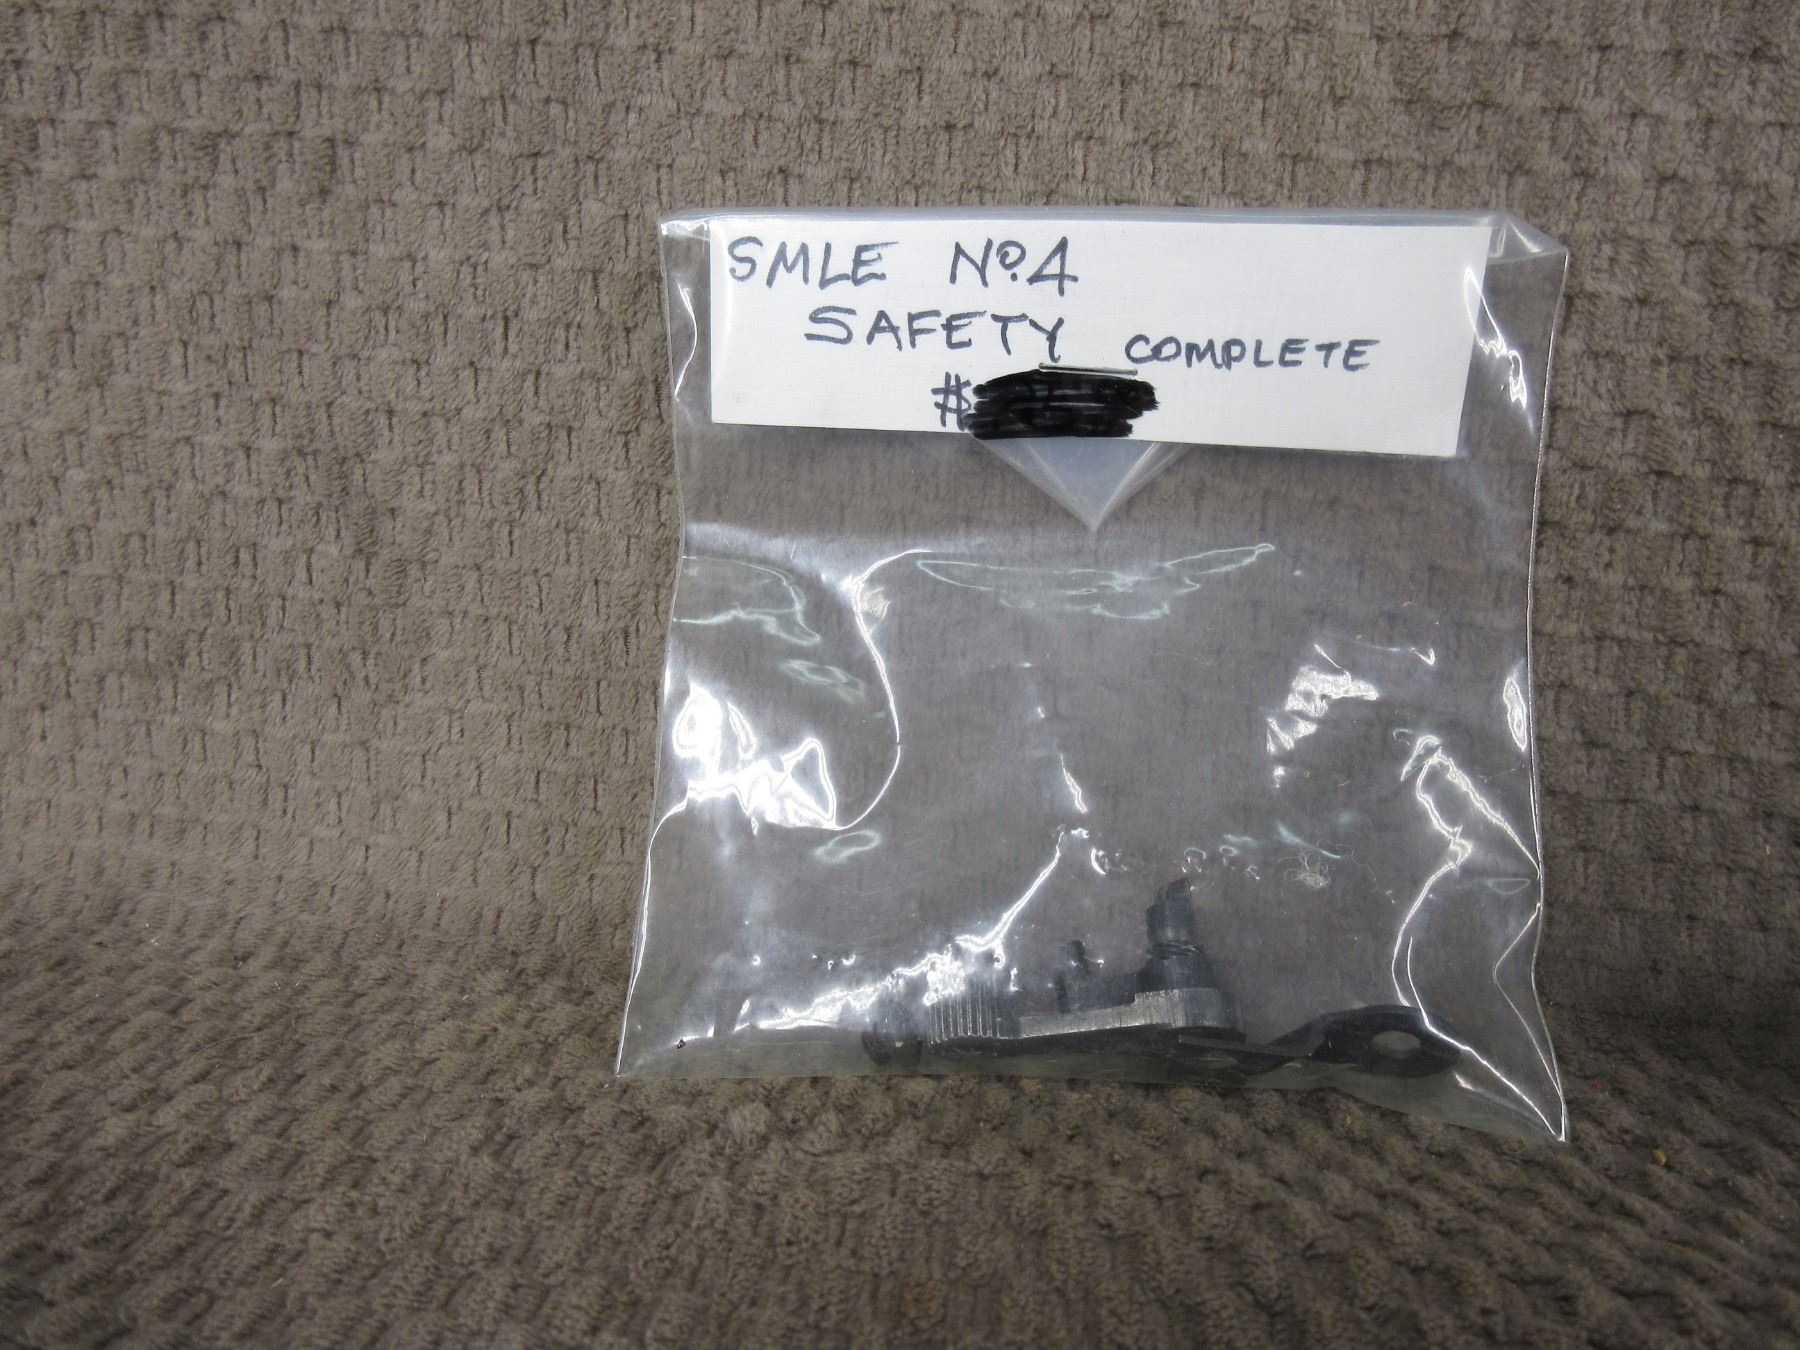 SMLE No.4
SAFETY COMPLETE
$